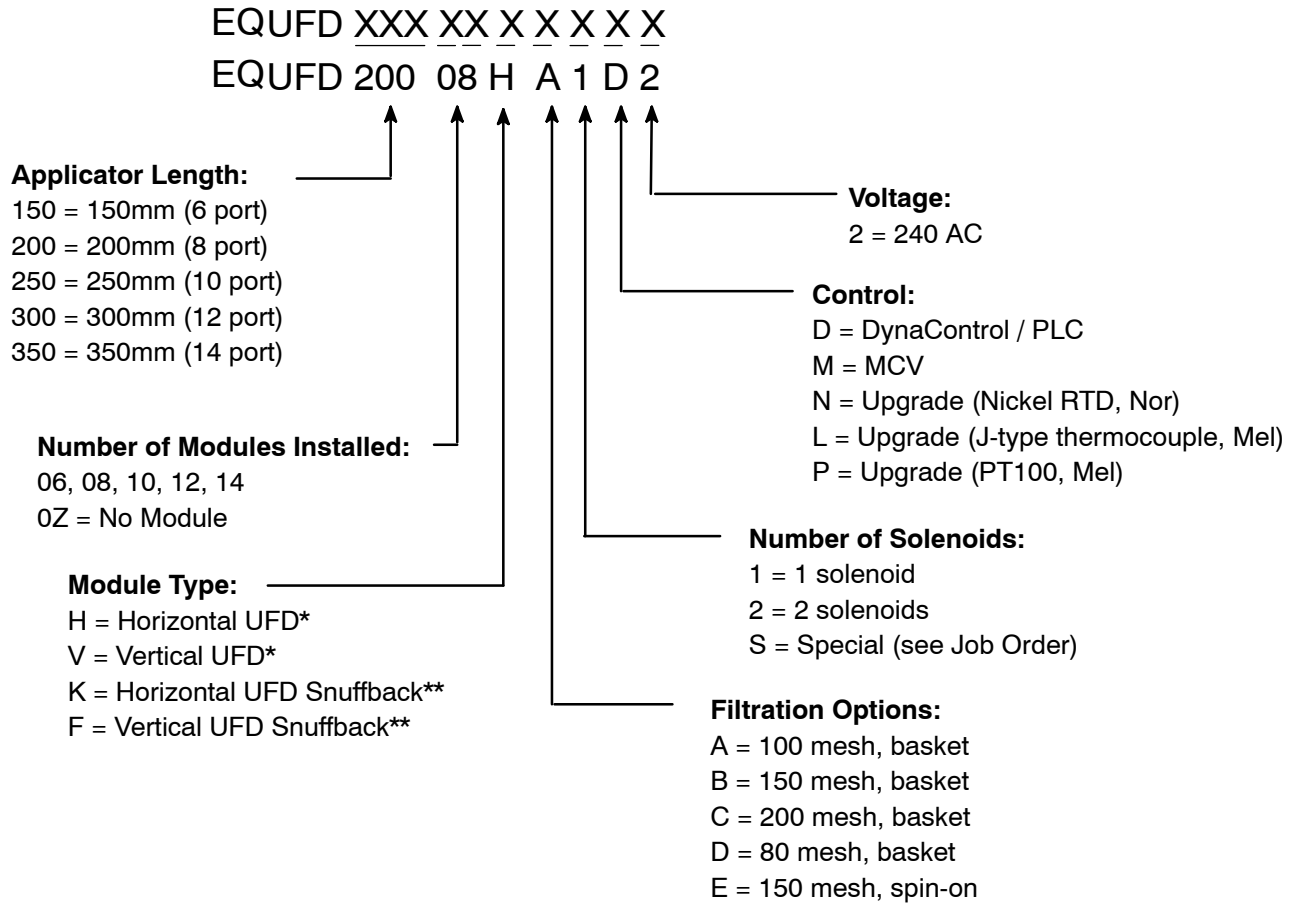 EQUFD XXX XX X X X X X
EQUFD 200 08 H A 1 D 2
Applicator Length:
150 = 150mm (6 port)
200 = 200mm (8 port)
250 = 250mm (10 port)
300 = 300mm (12 port)
350 = 350mm (14 port)
Number of Modules Installed:
06, 08, 10, 12, 14
0Z = No Module
Module Type:
H = Horizontal UFD*
V = Vertical UFD*
K = Horizontal UFD Snuffback**
F = Vertical UFD Snuffback**
Voltage:
2 = 240 AC
Control:
D = DynaControl / PLC
M = MCV
N = Upgrade (Nickel RTD, Nor)
L = Upgrade (J-type thermocouple, Mel)
P = Upgrade (PT100, Mel)
Number of Solenoids:
1 = 1 solenoid
2 = 2 solenoids
S = Special (see Job Order)
Filtration Options:
A = 100 mesh, basket
B = 150 mesh, basket
C = 200 mesh, basket
D = 80 mesh, basket
E = 150 mesh, spin-on